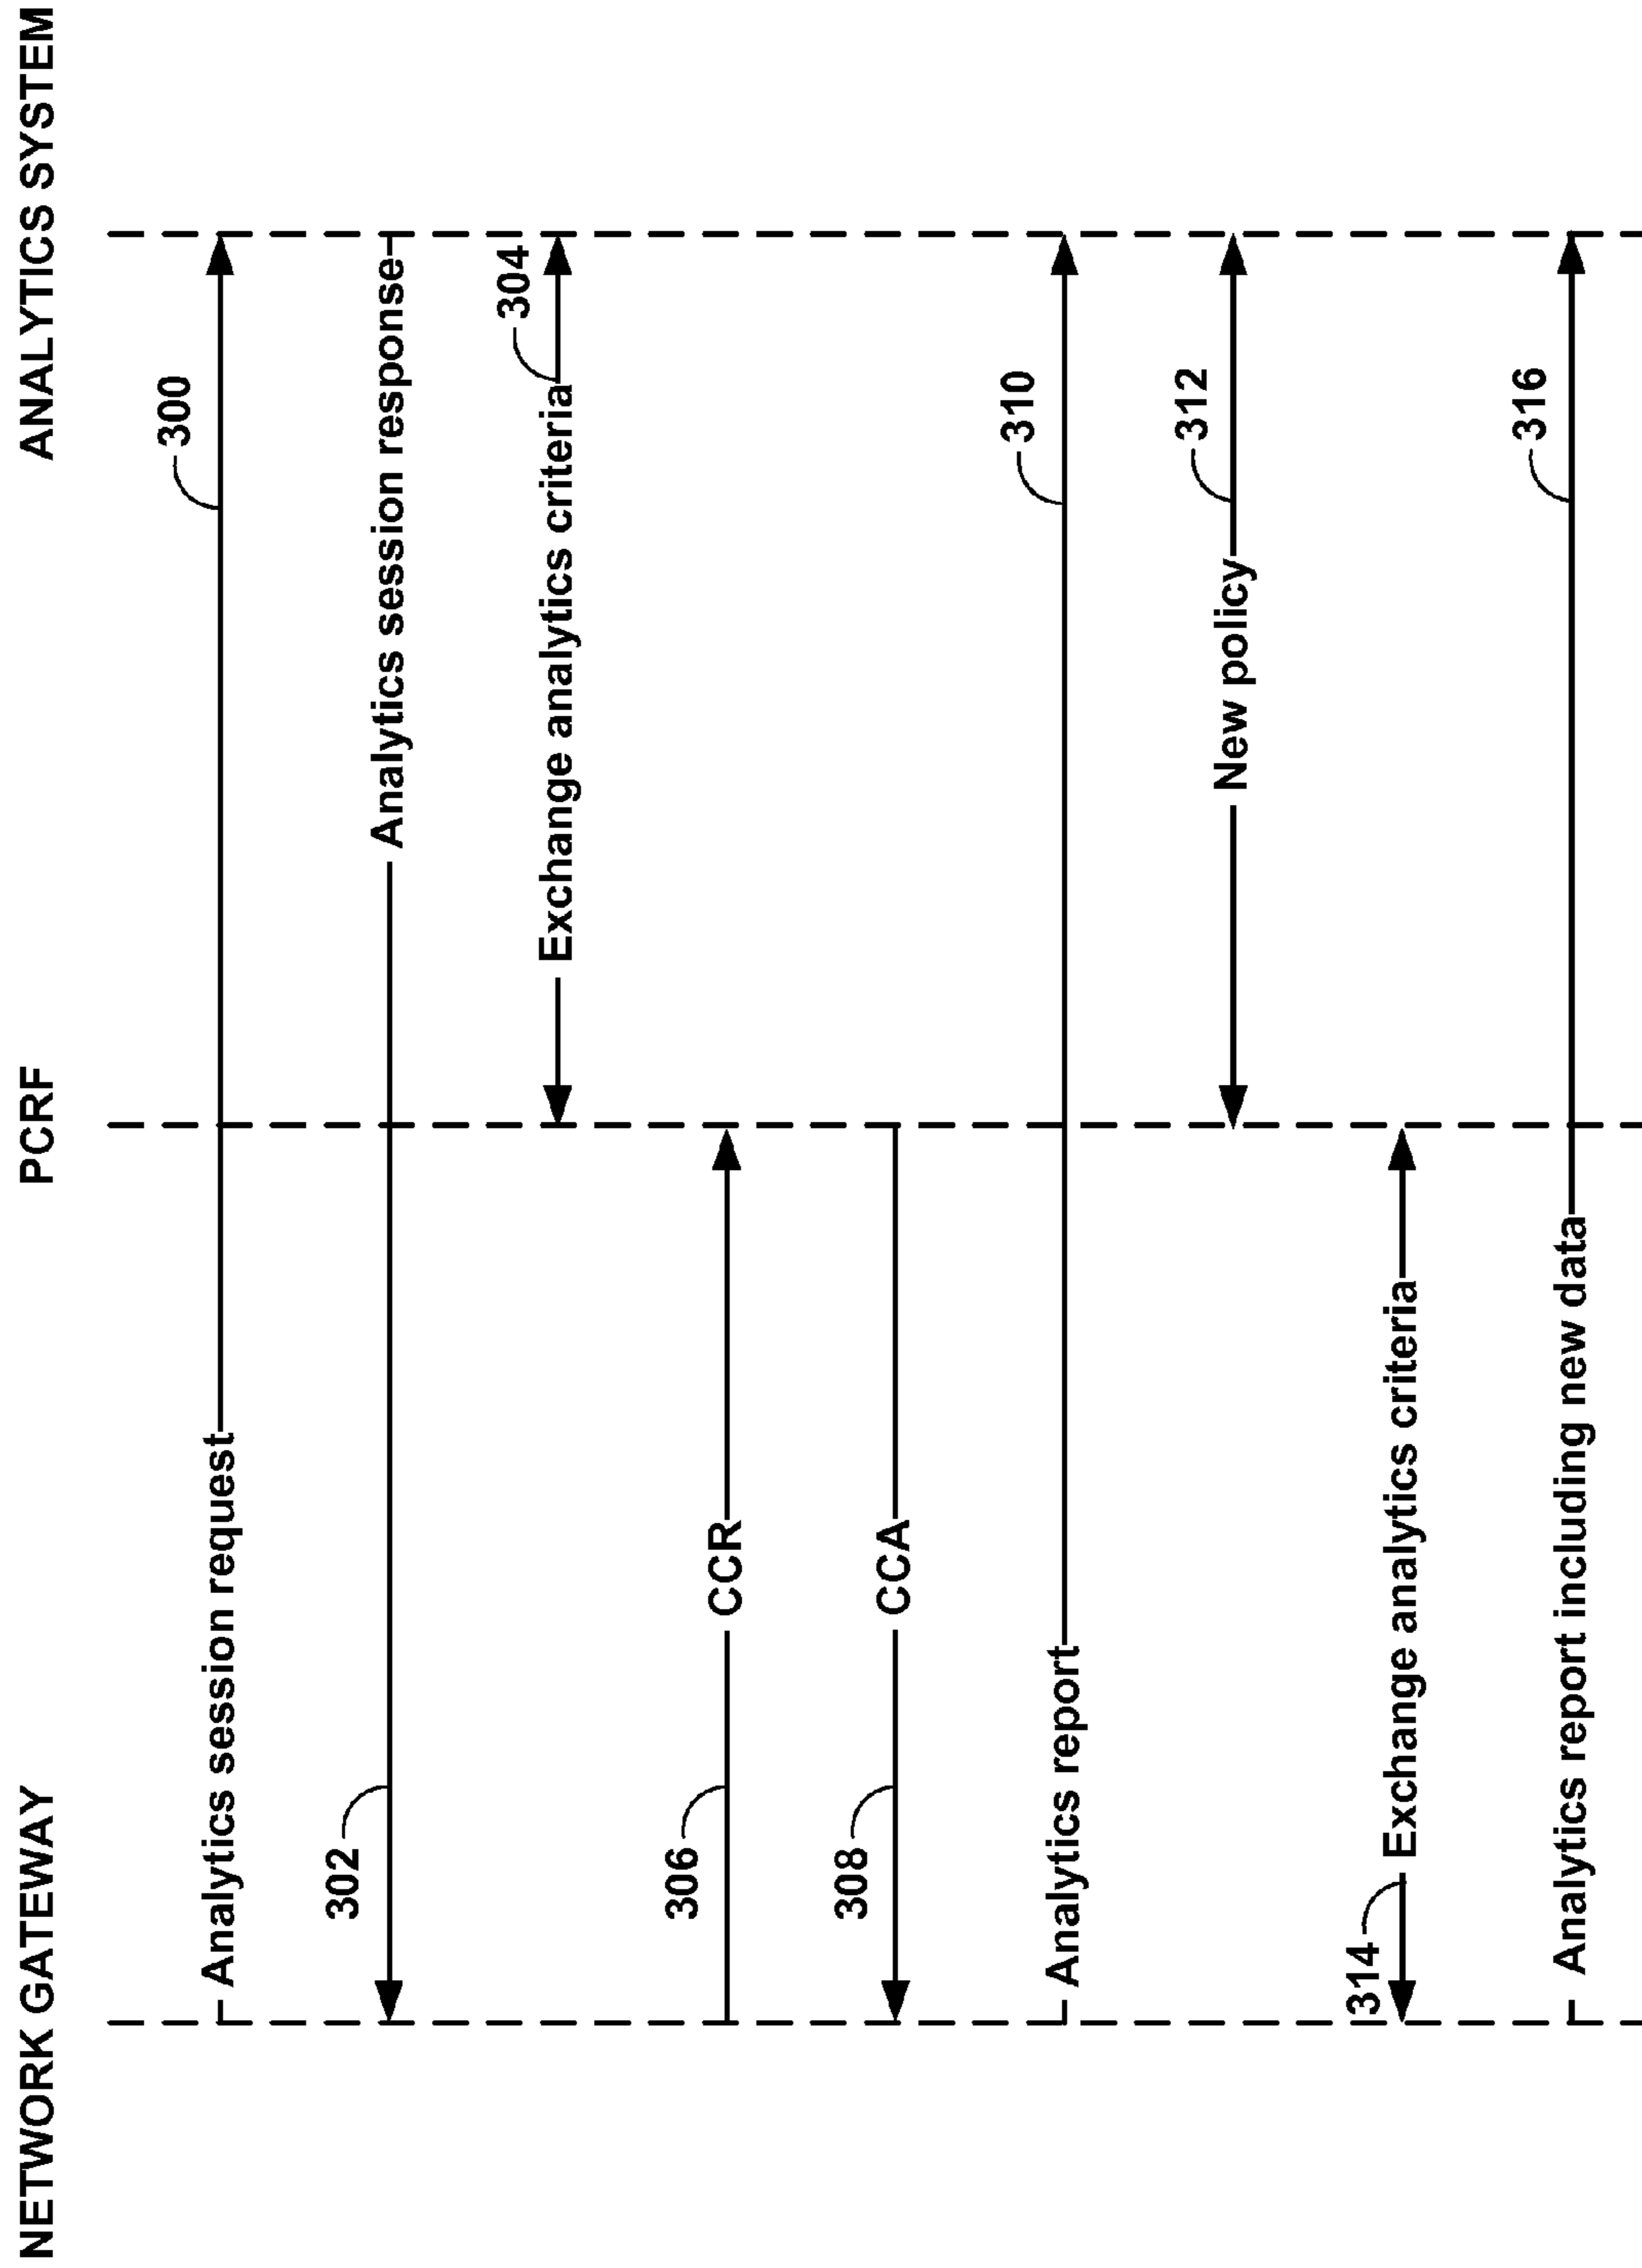 NETWORK GATEWAY
PCRF
ANALYTICS SYSTEM
300
Analytics session request
302
Analytics session response
304
Exchange analytics criteria
306
CCR
308
CCA
310
Analytics report
312
New policy
314
Exchange analytics criteria
316
Analytics report including new data